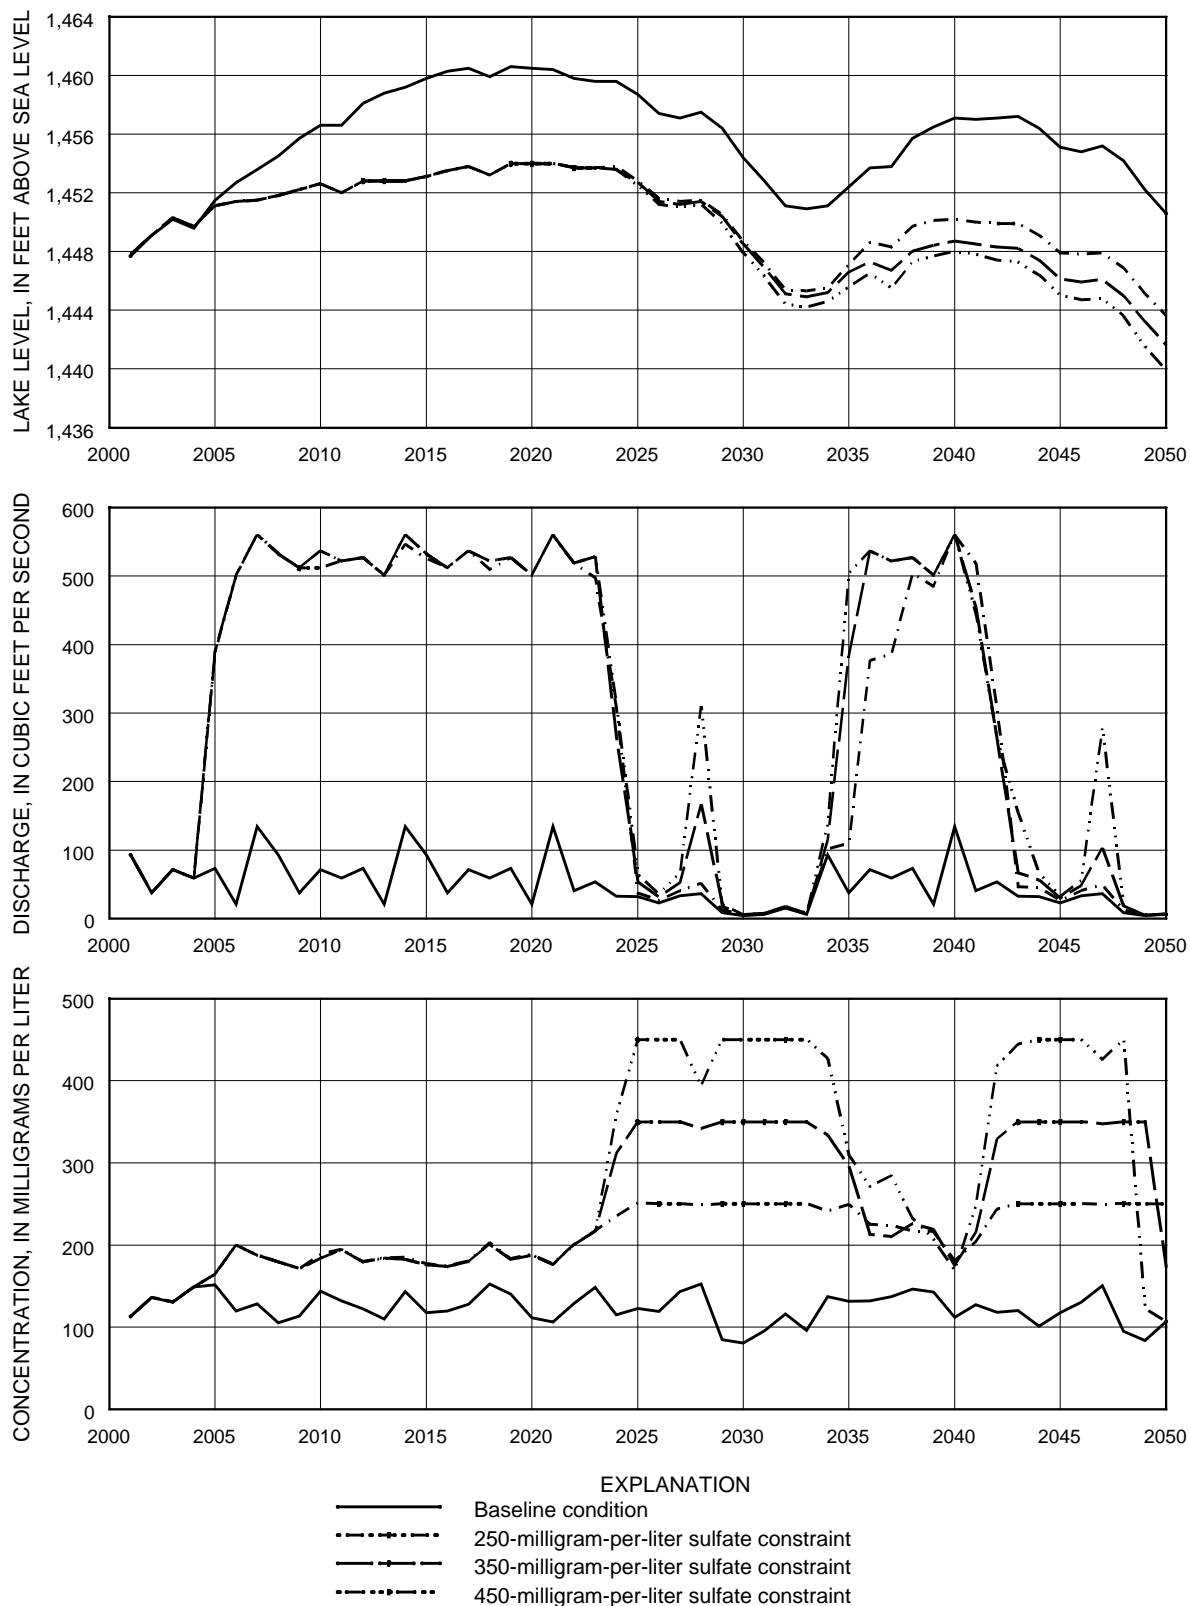 LAKE LEVEL, IN FEET ABOVE SEA LEVEL
1,464
1,460
1,456
1,452
1,448
1,444
1,440
1,436
2000 2005 2010 2015 2020 2025 2030 2035 2040 2045 2050
DISCHARGE, IN CUBIC FEET PER SECOND
600
500
400
300
200
100
0
2000 2005 2010 2015 2020 2025 2030 2035 2040 2045 2050
CONCENTRATION, IN MILLIGRAMS PER LITER
500
400
300
200
100
0
2000 2005 2010 2015 2020 2025 2030 2035 2040 2045 2050
EXPLANATION
Baseline condition
250-milligram-per-liter sulfate constraint
350-milligram-per-liter sulfate constraint
450-milligram-per-liter sulfate constraint